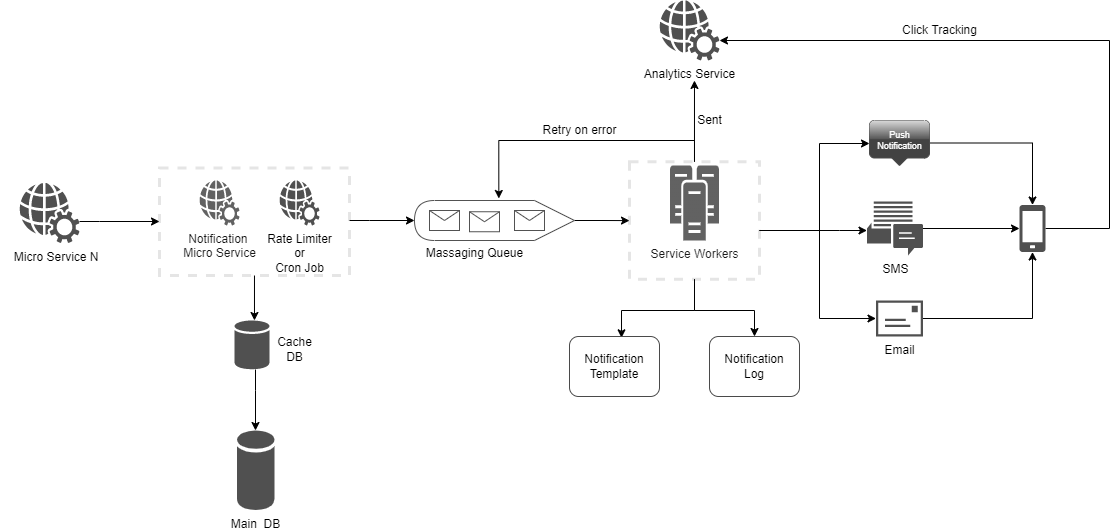 Click Tracking
Analytics Service
Sent
Retry on error
Push
Notification
Micro Service N
Notification
Micro Service
Rate Limiter
or
Cron Job
Massaging Queue
Service Workers
SMS
Email
Cache
DB
Notification
Template
Notification
Log
Main DB